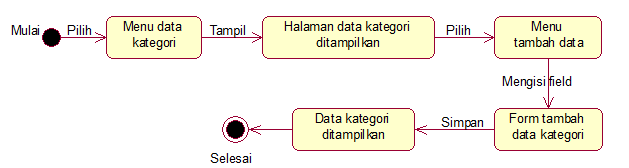 Mulai
Pilih
Menu data
kategori
Tampil
Halaman data kategori
ditampilkan
Pilih
Menu
tambah data
Mengisi field
Form tambah
data kategori
Simpan
Data kategori
ditampilkan
Selesai